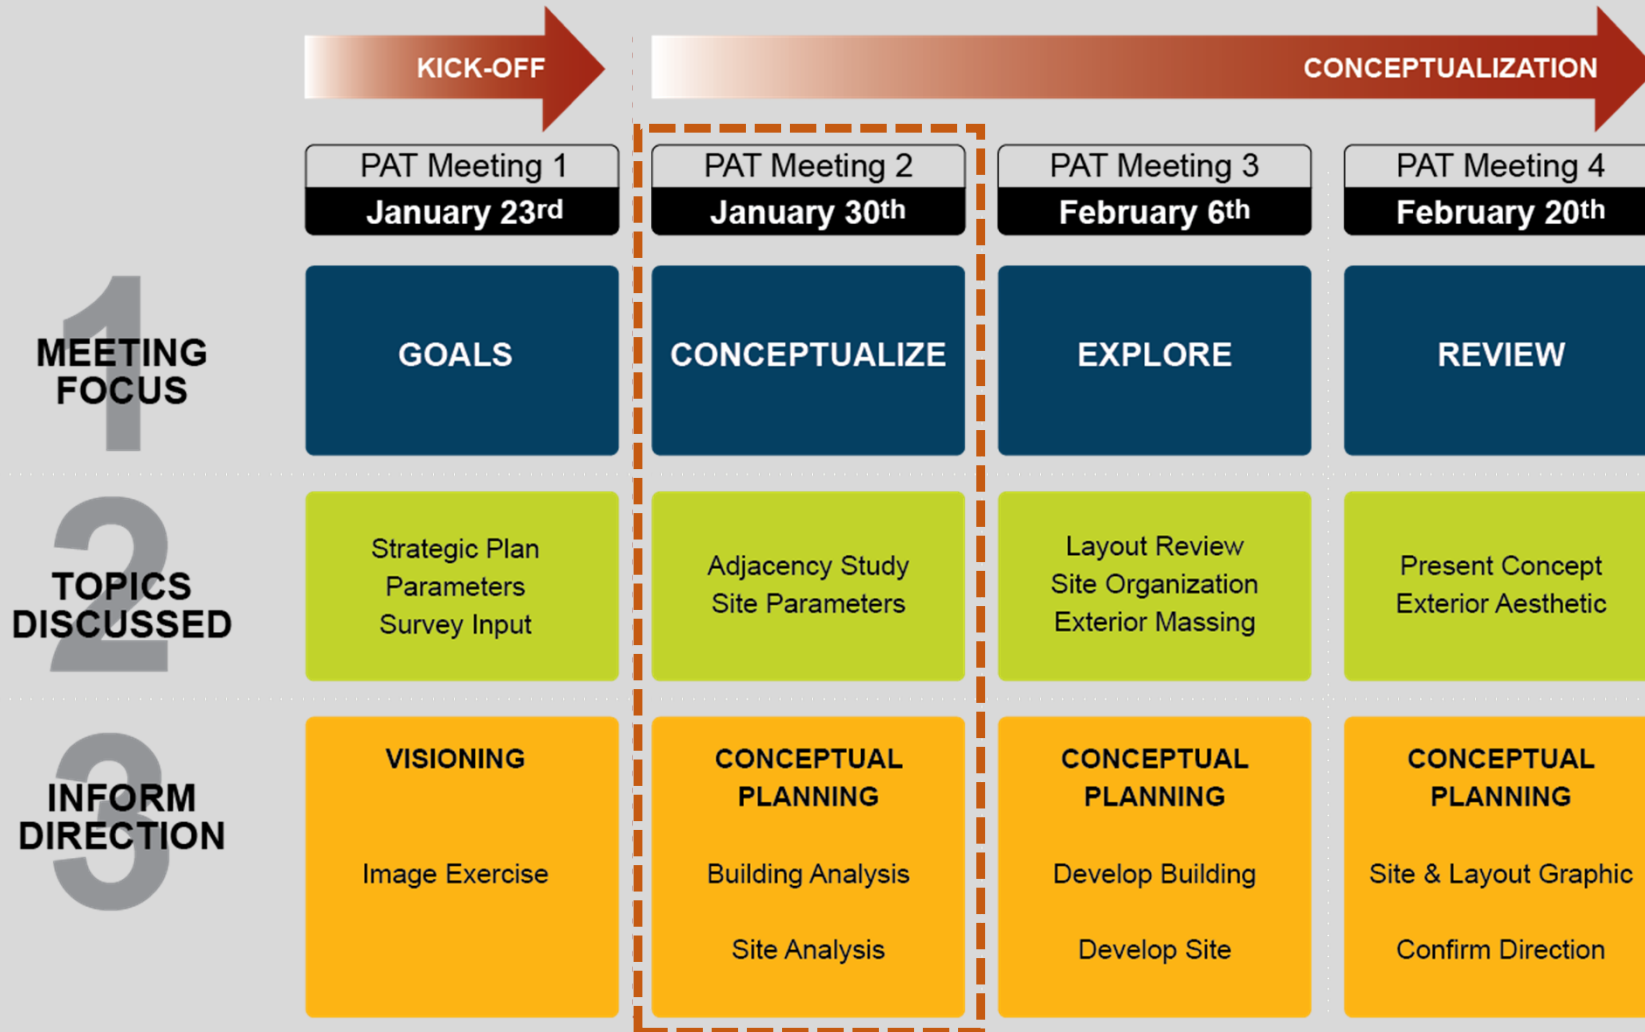 KICK-OFF
CONCEPTUALIZATION
PAT Meeting 1
January 23rd
PAT Meeting 2
January 30th
PAT Meeting 3
February 6th
PAT Meeting 4
February 20th
1
MEETING
FOCUS
GOALS
CONCEPTUALIZE
EXPLORE
REVIEW
2
TOPICS
DISCUSSED
Strategic Plan
Parameters
Survey Input
Adjacency Study
Site Parameters
Layout Review
Site Organization
Exterior Massing
Present Concept
Exterior Aesthetic
3
INFORM
DIRECTION
VISIONING
Image Exercise
CONCEPTUAL
PLANNING
Building Analysis
Site Analysis
CONCEPTUAL
PLANNING
Develop Building
Develop Site
CONCEPTUAL
PLANNING
Site & Layout Graphic
Confirm Direction